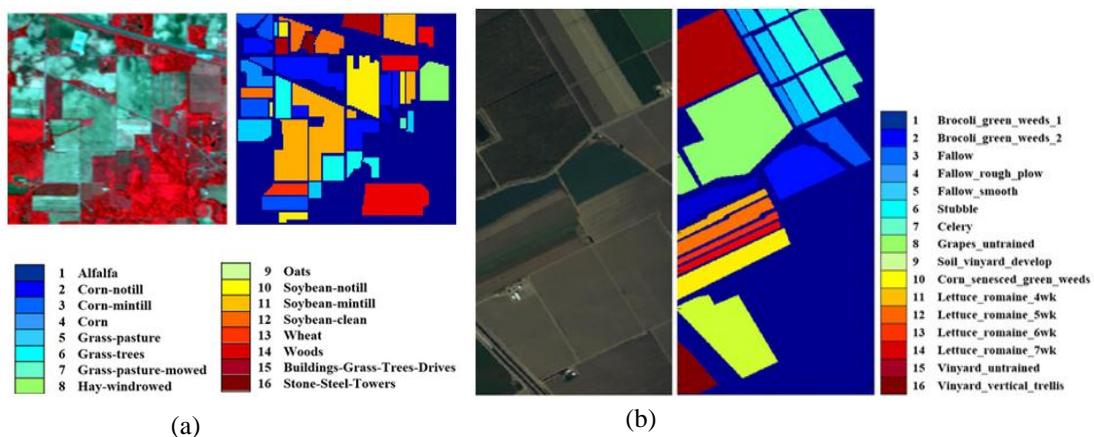 1 Alfalfa
2 Corn-notill
3 Corn-mintill
4 Corn
5 Grass-pasture
6 Grass-trees
7 Grass-pasture-mowed
8 Hay-windrowed
9 Oats
10 Soybean-notill
11 Soybean-mintill
12 Soybean-clean
13 Wheat
14 Woods
15 Buildings-Grass-Trees-Drives
16 Stone-Steel-Towers
(a)
1 Brocoli_green_weeds_1
2 Brocoli_green_weeds_2
3 Fallow
4 Fallow_rough_plow
5 Fallow_smooth
6 Stubble
7 Celery
8 Grapes_untrained
9 Soil_vinyard_develop
10 Corn_senesced_green_weeds
11 Lettuce_romaine_4wk
12 Lettuce_romaine_5wk
13 Lettuce_romaine_6wk
14 Lettuce_romaine_7wk
15 Vinyard_untrained
16 Vinyard_vertical_trellis
(b)